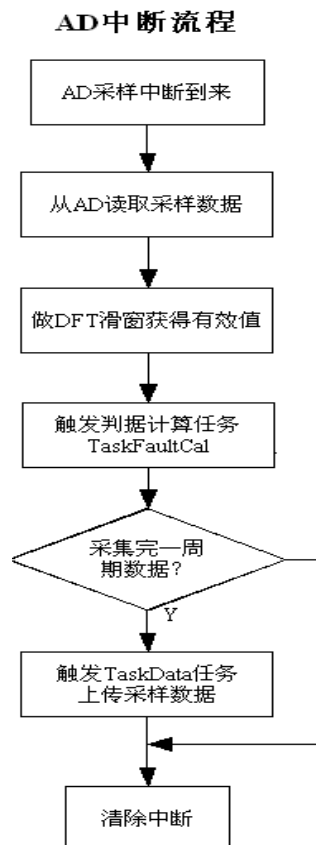 AD中断流程
AD采样中断到来
从AD读取采样数据
做DFT滑窗获得有效值
触发判据计算任务
TaskFaultCal
采集完一周
期数据?
Y
触发TaskData任务
上传采样数据
清除中断